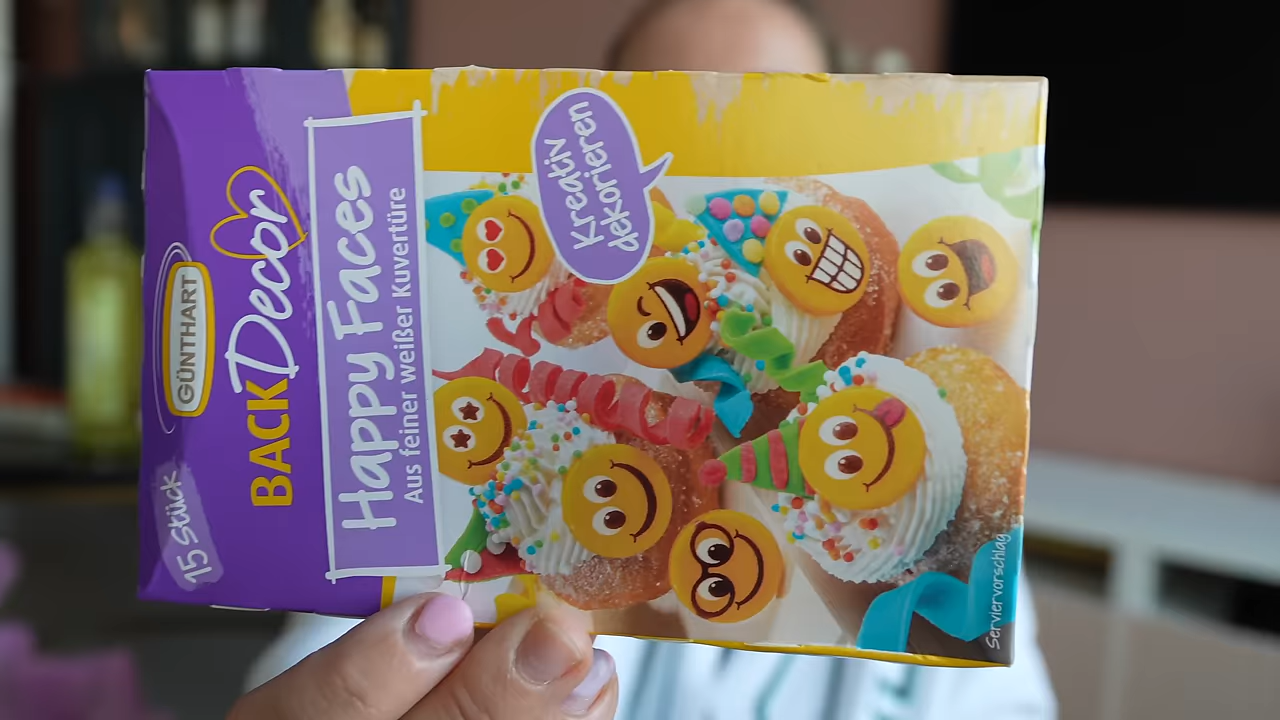 GÜNTHART
BACK Decor
Happy Faces
Aus feiner weißer Kuvertüre
15 Stück
Kreativ
dekorieren
Serviervorschlag